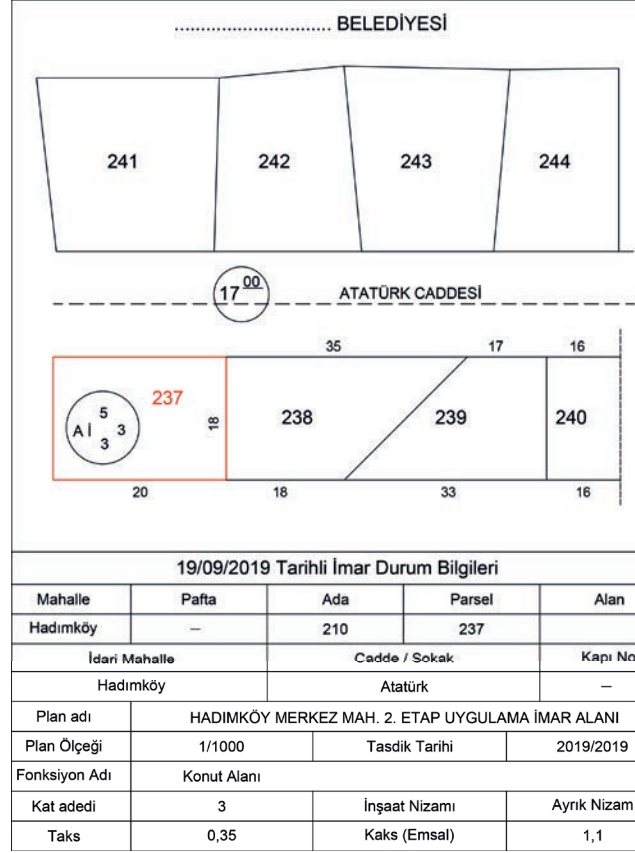 .............................. BELEDİYESİ
241 242 243 244
17 00 ATATÜRK CADDESİ
35 17 16
237
5
Aİ 3
3
18
238 239 240
20 18 33 16
19/09/2019 Tarihli İmar Durum Bilgileri
Mahalle Pafta Ada Parsel Alan
Hadımköy – 210 237
İdari Mahalle Cadde / Sokak Kapı No
Hadımköy Atatürk –
Plan adı HADIMKÖY MERKEZ MAH. 2. ETAP UYGULAMA İMAR ALANI
Plan Ölçeği 1/1000 Tasdik Tarihi 2019/2019
Fonksiyon Adı Konut Alanı
Kat adedi 3 İnşaat Nizamı Ayrık Nizam
Taks 0,35 Kaks (Emsal) 1,1